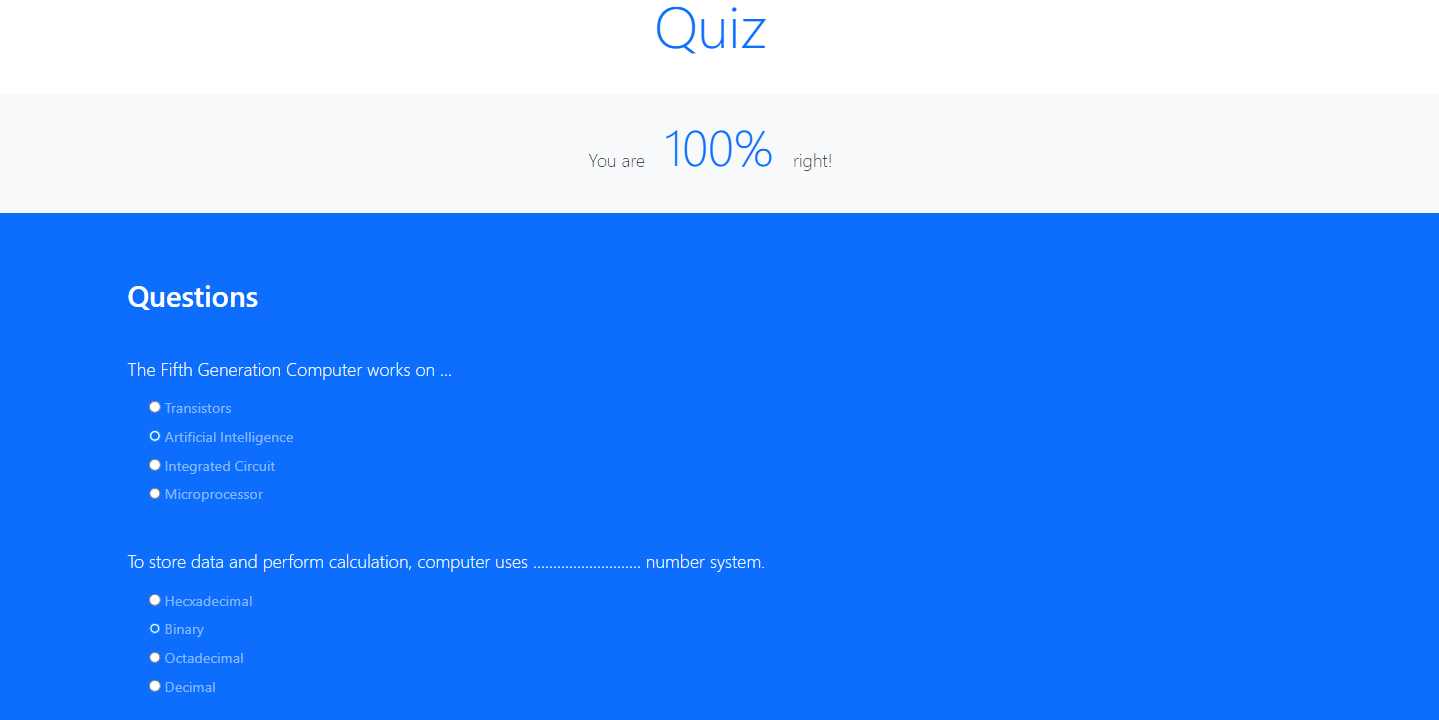 Quiz
You are 100% right!
Questions
The Fifth Generation Computer works on ...
Transistors
Artificial Intelligence
Integrated Circuit
Microprocessor
To store data and perform calculation, computer uses ........................... number system.
Hecxadecimal
Binary
Octadecimal
Decimal